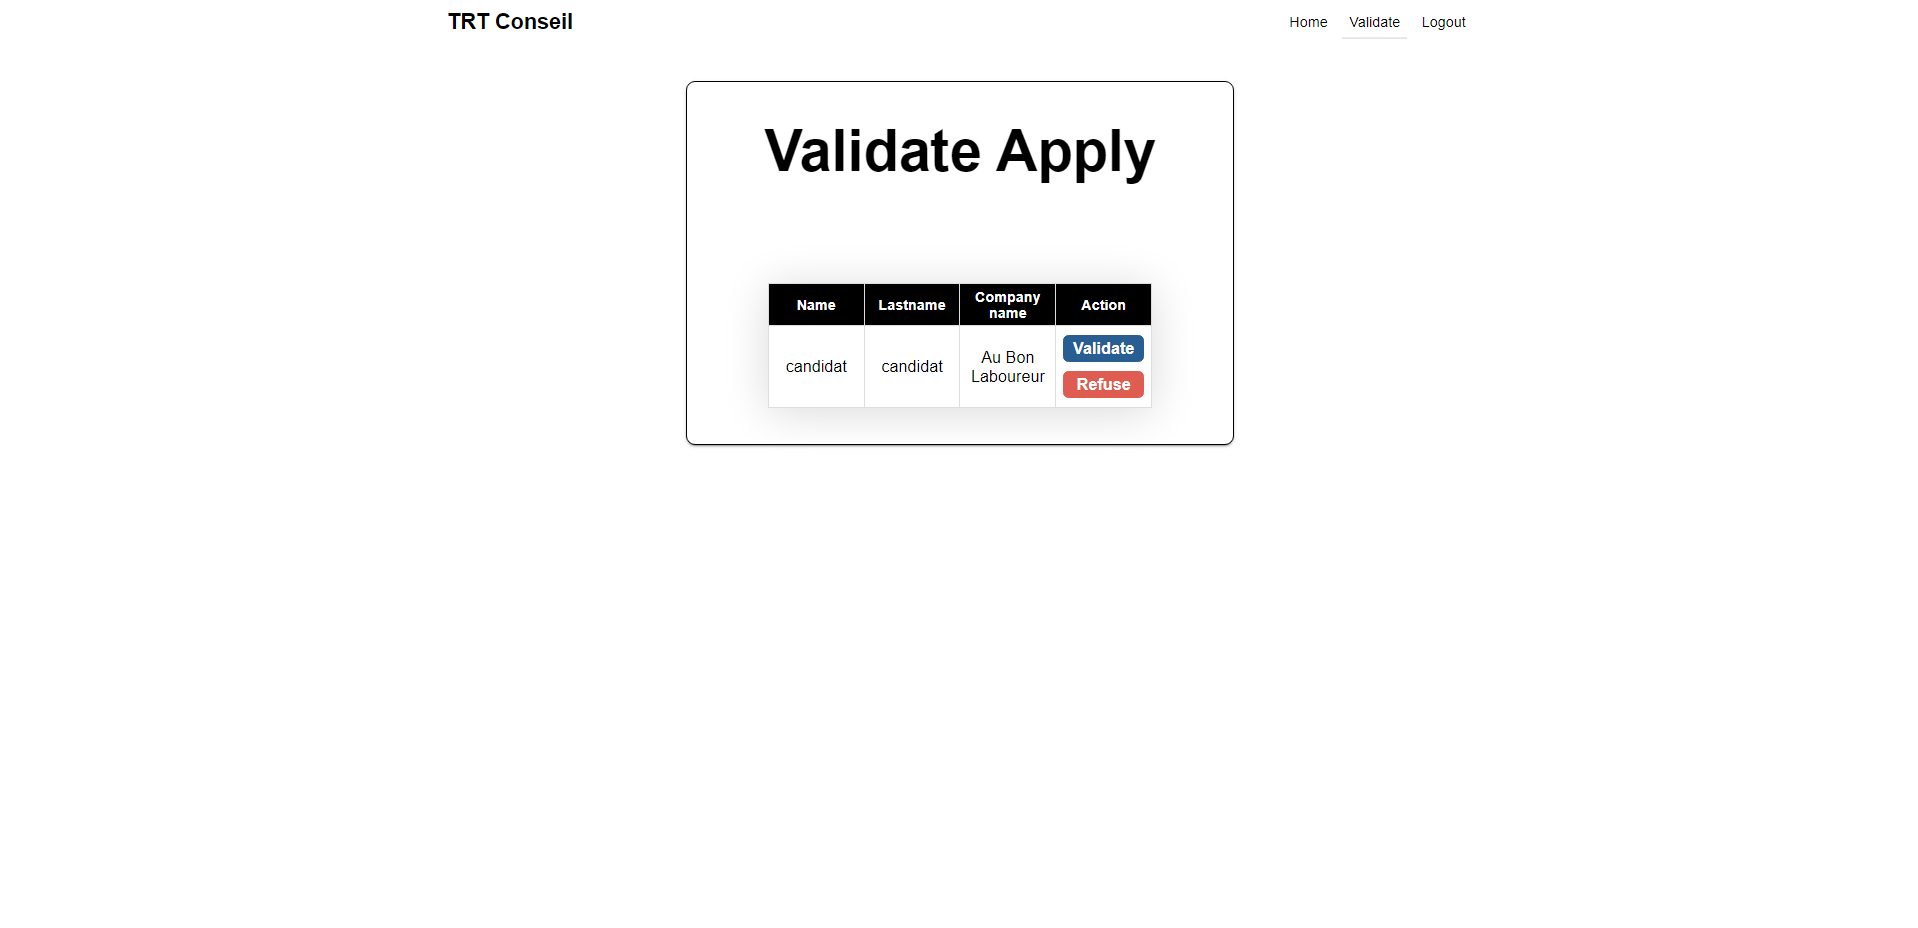 TRT Conseil
Home Validate Logout
Validate Apply
Name Lastname Company name Action
candidat candidat Au Bon Laboureur Validate
Refuse